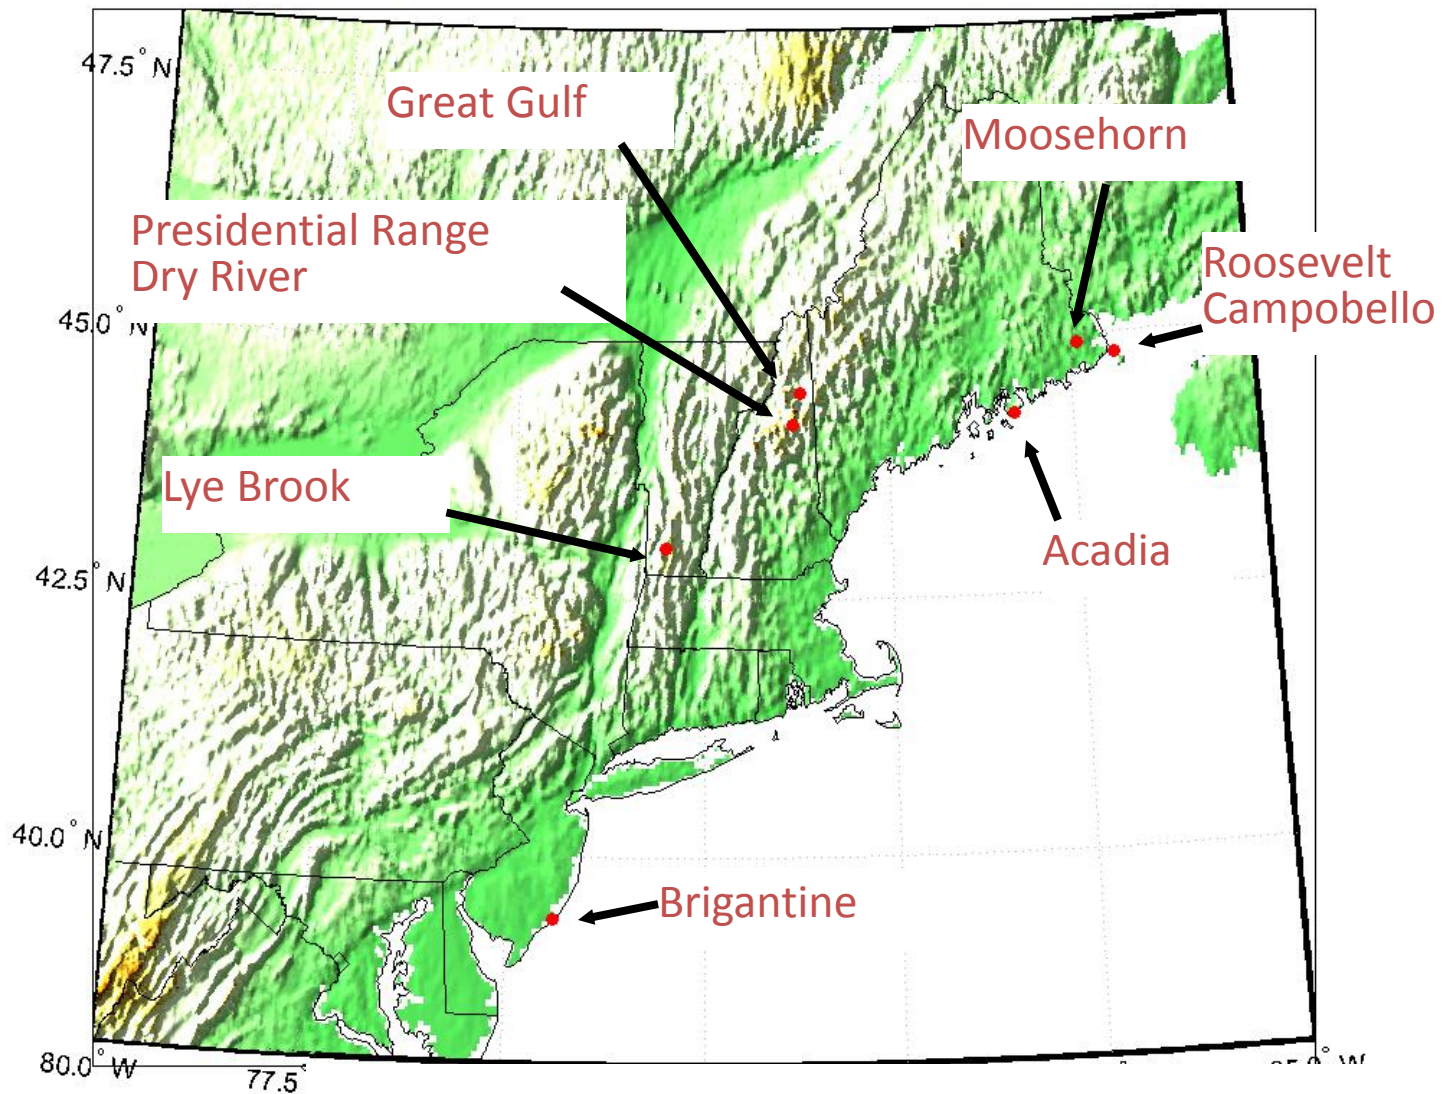 47.5° N
Great Gulf
Moosehorn
Presidential Range
Dry River
Roosevelt
Campobello
45.0° N
Lye Brook
Acadia
42.5° N
40.0° N
Brigantine
80.0° W
77.5°